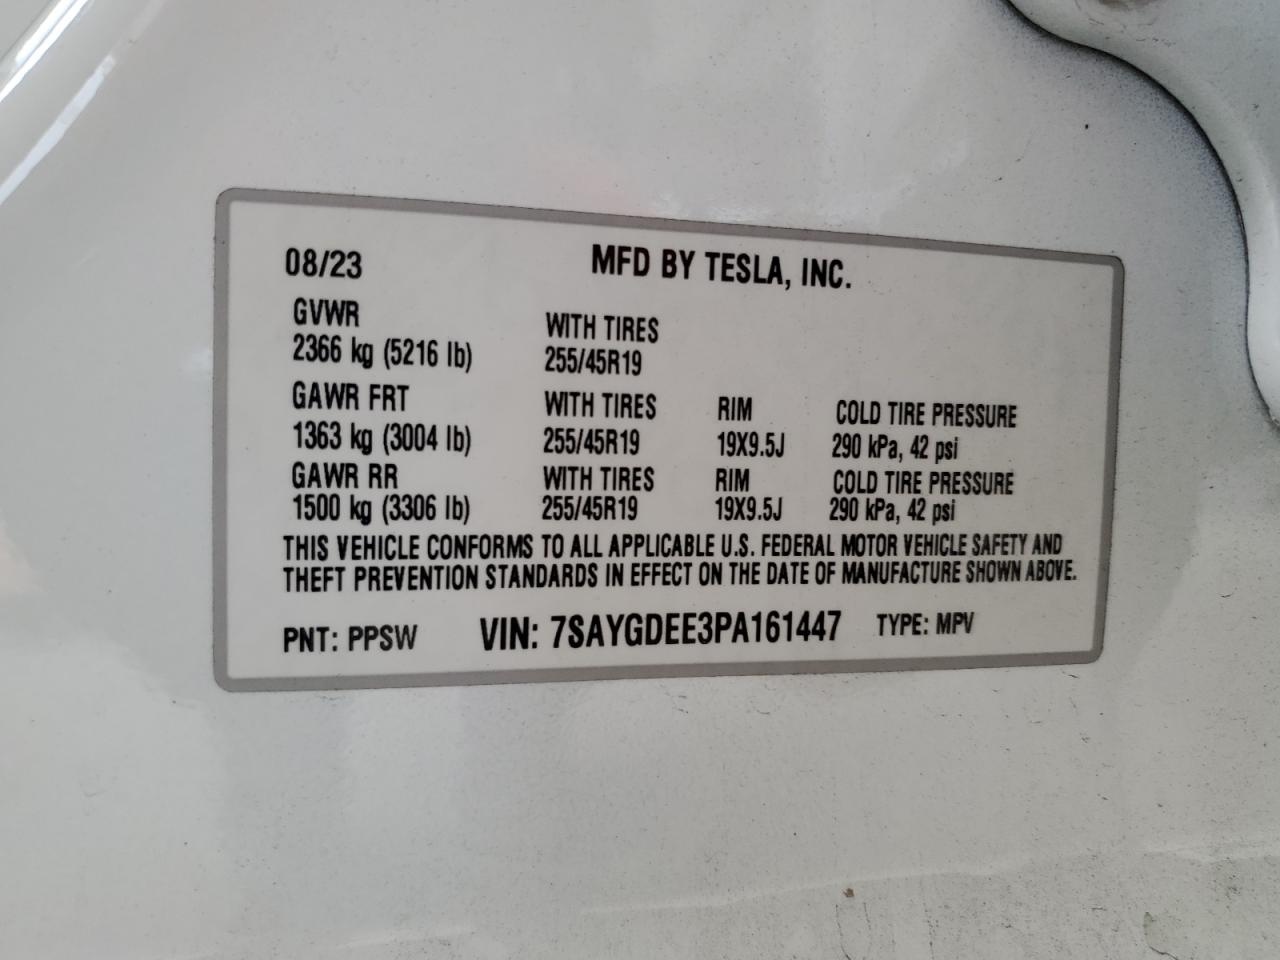 08/23 MFD BY TESLA, INC.
GVWR WITH TIRES
2366 kg (5216 lb) 255/45R19
GAWR FRT WITH TIRES RIM COLD TIRE PRESSURE
1363 kg (3004 lb) 255/45R19 19X9.5J 290 kPa, 42 psi
GAWR RR WITH TIRES RIM COLD TIRE PRESSURE
1500 kg (3306 lb) 255/45R19 19X9.5J 290 kPa, 42 psi
THIS VEHICLE CONFORMS TO ALL APPLICABLE U.S. FEDERAL MOTOR VEHICLE SAFETY AND
THEFT PREVENTION STANDARDS IN EFFECT ON THE DATE OF MANUFACTURE SHOWN ABOVE.
PNT: PPSW VIN: 7SAYGDEE3PA161447 TYPE: MPV